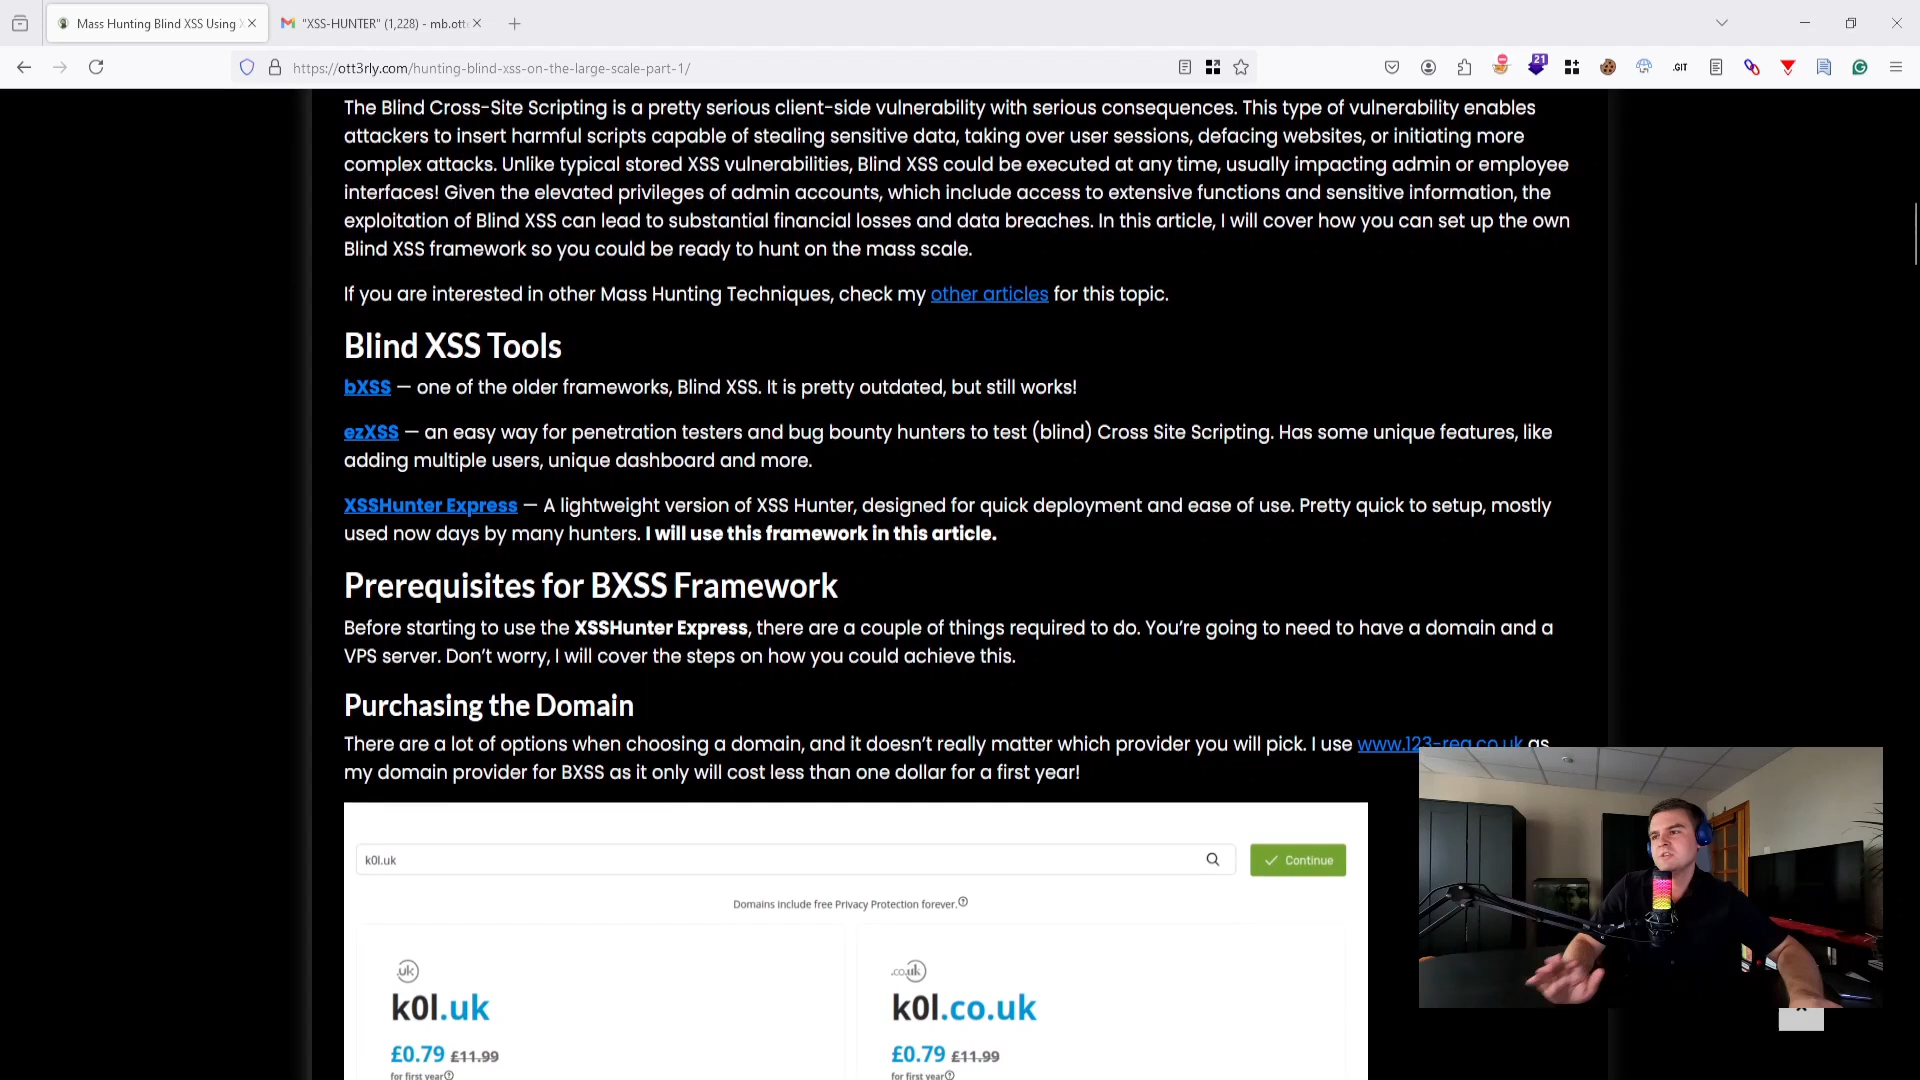 Mass Hunting Blind XSS Using
"XSS-HUNTER" (1,228) - mb.ott
https://ott3rly.com/hunting-blind-xss-on-the-large-scale-part-1/
21
.GIT
The Blind Cross-Site Scripting is a pretty serious client-side vulnerability with serious consequences. This type of vulnerability enables
attackers to insert harmful scripts capable of stealing sensitive data, taking over user sessions, defacing websites, or initiating more
complex attacks. Unlike typical stored XSS vulnerabilities, Blind XSS could be executed at any time, usually impacting admin or employee
interfaces! Given the elevated privileges of admin accounts, which include access to extensive functions and sensitive information, the
exploitation of Blind XSS can lead to substantial financial losses and data breaches. In this article, I will cover how you can set up the own
Blind XSS framework so you could be ready to hunt on the mass scale.
If you are interested in other Mass Hunting Techniques, check my other articles for this topic.
Blind XSS Tools
bXSS — one of the older frameworks, Blind XSS. It is pretty outdated, but still works!
ezXSS — an easy way for penetration testers and bug bounty hunters to test (blind) Cross Site Scripting. Has some unique features, like
adding multiple users, unique dashboard and more.
XSSHunter Express — A lightweight version of XSS Hunter, designed for quick deployment and ease of use. Pretty quick to setup, mostly
used now days by many hunters. I will use this framework in this article.
Prerequisites for BXSS Framework
Before starting to use the XSSHunter Express, there are a couple of things required to do. You're going to need to have a domain and a
VPS server. Don't worry, I will cover the steps on how you could achieve this.
Purchasing the Domain
There are a lot of options when choosing a domain, and it doesn't really matter which provider you will pick. I use www.123-reg.co.uk as
my domain provider for BXSS as it only will cost less than one dollar for a first year!
k0l.uk
Continue
Domains include free Privacy Protection forever.
.uk
.co.uk
k0l.uk
k0l.co.uk
£0.79 £11.99
£0.79 £11.99
for first year
for first year